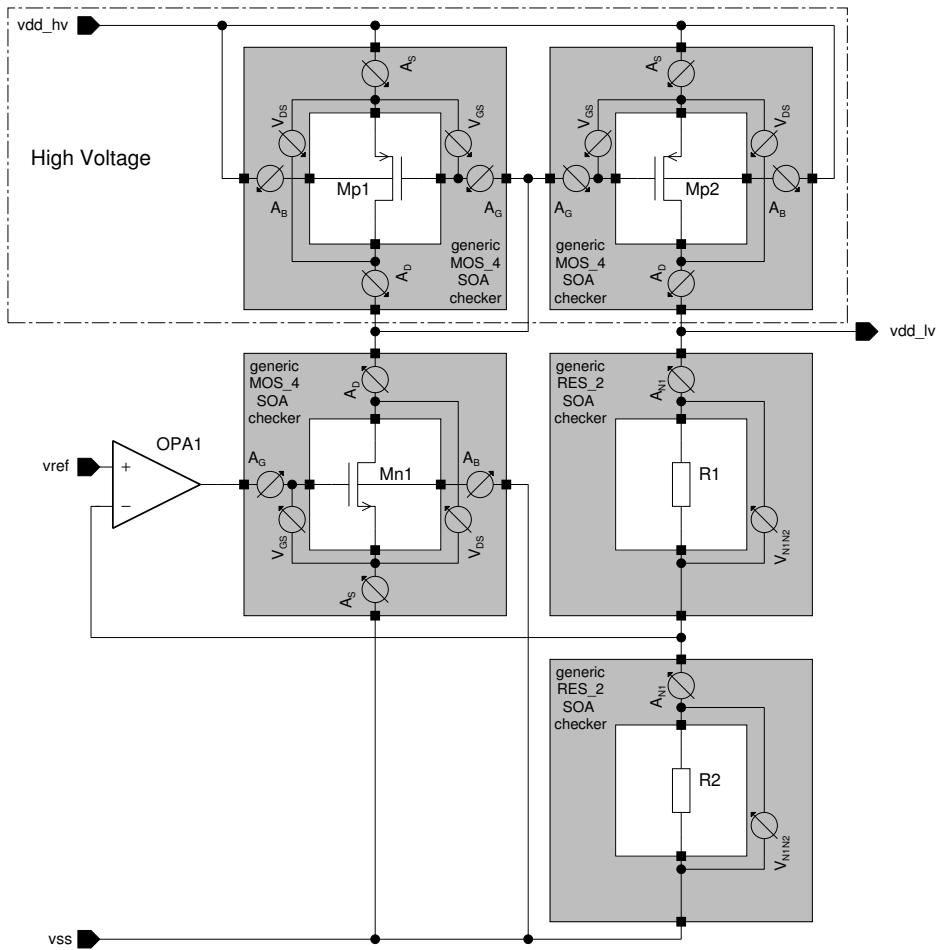 vdd_hv
High Voltage
A_S
V_DS
V_GS
Mp1
A_B
A_G
A_D
generic
MOS_4
SOA
checker
A_S
V_GS
V_DS
Mp2
A_G
A_B
A_D
generic
MOS_4
SOA
checker
vdd_lv
generic
MOS_4
SOA
checker
A_D
A_G
Mn1
A_B
V_GS
V_DS
A_S
OPA1
vref
+
−
generic
RES_2
SOA
checker
A_N1
R1
V_N1N2
generic
RES_2
SOA
checker
A_N1
R2
V_N1N2
vss